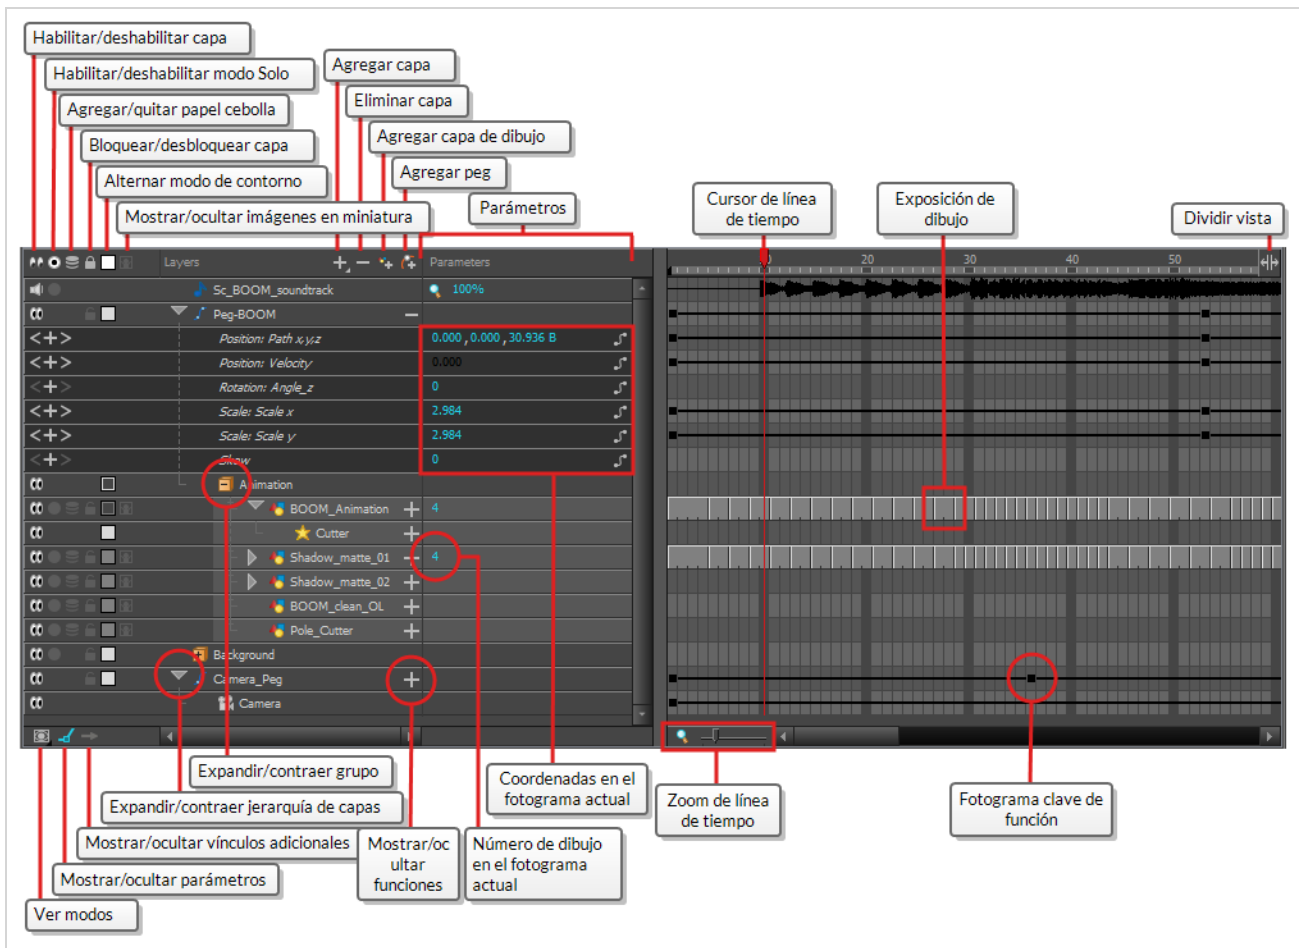 Habilitar/deshabilitar capa
Habilitar/deshabilitar modo Solo
Agregar/quitar papel cebolla
Bloquear/desbloquear capa
Alternar modo de contorno
Mostrar/ocultar imágenes en miniatura
Agregar capa
Eliminar capa
Agregar capa de dibujo
Agregar peg
Parámetros
Cursor de línea
de tiempo
Exposición de
dibujo
Dividir vista
Layers
Parameters
10
20
30
40
50
Sc_BOOM_soundtrack
100%
Peg-BOOM
Position: Path x,y,z
0.000 , 0.000 , 30.936 B
Position: Velocity
0.000
Rotation: Angle_z
0
Scale: Scale x
2.984
Scale: Scale y
2.984
Skew
0
Animation
BOOM_Animation
4
Cutter
Shadow_matte_01
4
Shadow_matte_02
BOOM_clean_OL
Pole_Cutter
Background
Camera_Peg
Camera
Expandir/contraer grupo
Expandir/contraer jerarquía de capas
Mostrar/ocultar vínculos adicionales
Mostrar/ocultar parámetros
Ver modos
Mostrar/oc
ultar
funciones
Número de dibujo
en el fotograma
actual
Coordenadas en el
fotograma actual
Zoom de línea
de tiempo
Fotograma clave de
función